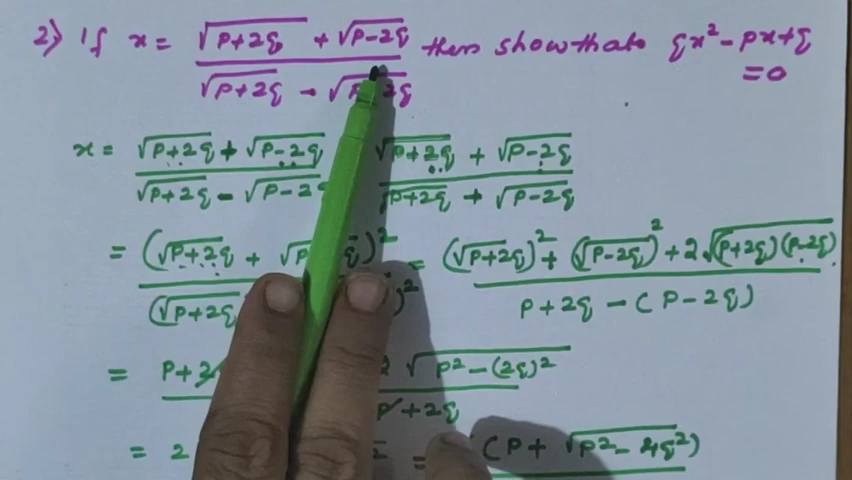 2) If x = √(p+2q) + √(p-2q) then show that qx² - px + q
√(p+2q) - √(p-2q) = 0
x = √(p+2q) + √(p-2q) √(p+2q) + √(p-2q)
√(p+2q) - √(p-2 √(p+2q) + √(p-2q)
= (√(p+2q) + √(p )² = (√(p+2q))² + (√(p-2q))² + 2√((p+2q)(p-2q))
(√(p+2q) )² p+2q-(p-2q)
= p+2 2 √(p²-(2q)²)
p+2q
= 2 = (p+√(p²-4q²))